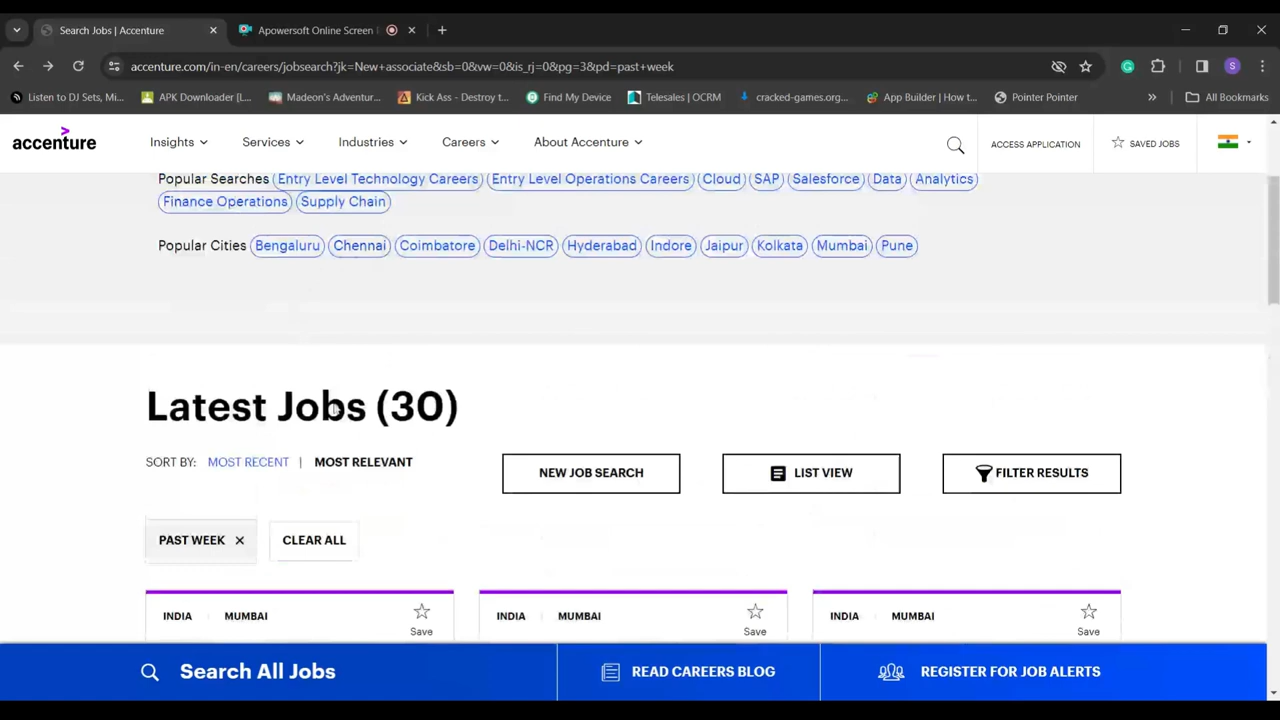 Search Jobs | Accenture
Apowersoft Online Screen
accenture.com/in-en/careers/jobsearch?jk=New+associate&sb=0&vw=0&is_rj=0&pg=3&pd=past+week
S
Listen to DJ Sets, Mi...
APK Downloader [L...
Madeon's Adventur...
Kick Ass - Destroy t...
Find My Device
Telesales | OCRM
cracked-games.org...
App Builder | How t...
Pointer Pointer
All Bookmarks
accenture
Insights
Services
Industries
Careers
About Accenture
ACCESS APPLICATION
SAVED JOBS
Popular Searches Entry Level Technology Careers Entry Level Operations Careers Cloud SAP Salesforce Data Analytics
Finance Operations Supply Chain
Popular Cities Bengaluru Chennai Coimbatore Delhi-NCR Hyderabad Indore Jaipur Kolkata Mumbai Pune
Latest Jobs (30)
SORT BY: MOST RECENT | MOST RELEVANT
NEW JOB SEARCH
LIST VIEW
FILTER RESULTS
PAST WEEK
CLEAR ALL
INDIA MUMBAI
Save
INDIA MUMBAI
Save
INDIA MUMBAI
Save
Search All Jobs
READ CAREERS BLOG
REGISTER FOR JOB ALERTS